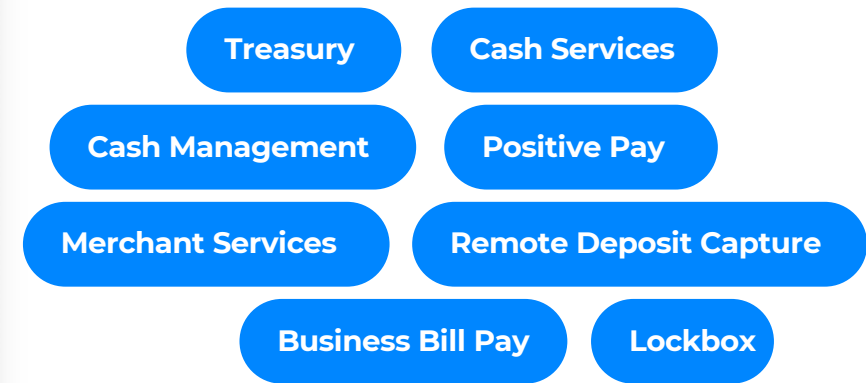 Treasury
Cash Services
Cash Management
Positive Pay
Merchant Services
Remote Deposit Capture
Business Bill Pay
Lockbox